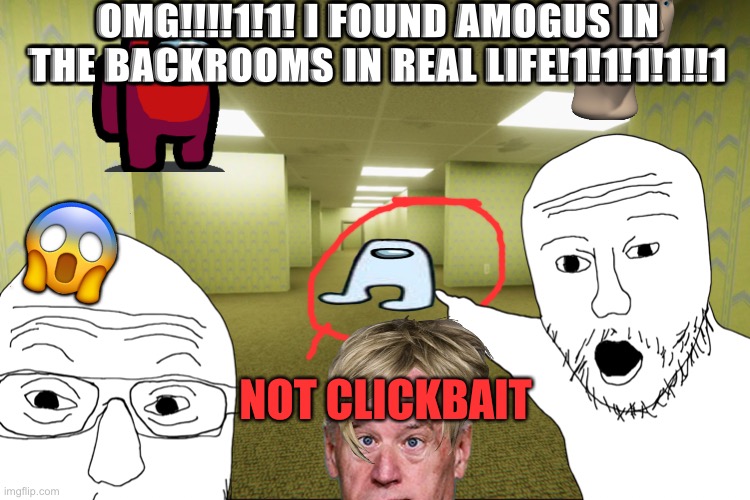 OMG!!!!1!1! I FOUND AMOGUS IN
THE BACKROOMS IN REAL LIFE!1!1!1!1!!1
NOT CLICKBAIT
imgflip.com